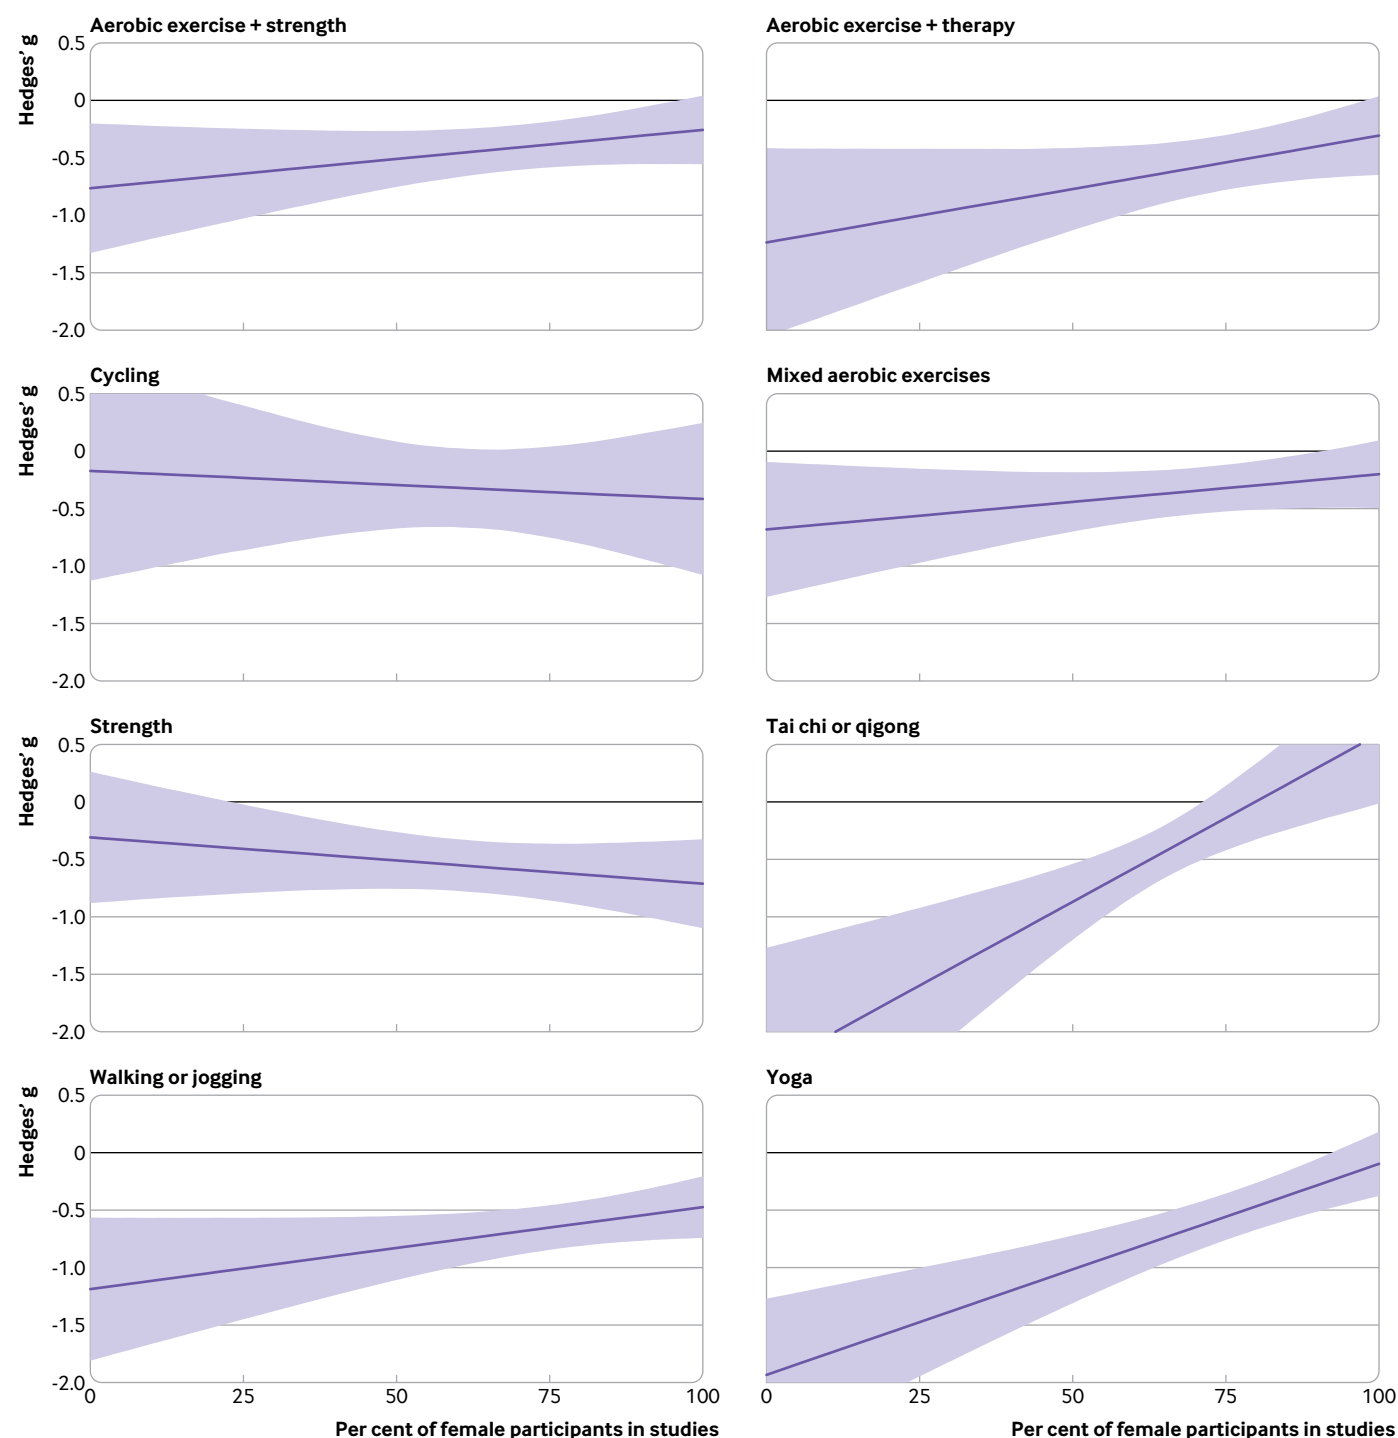 Aerobic exercise + strength
Aerobic exercise + therapy
Hedges' g
0.5
0
-0.5
-1.0
-1.5
-2.0
Cycling
Mixed aerobic exercises
Hedges' g
0.5
0
-0.5
-1.0
-1.5
-2.0
Strength
Tai chi or qigong
Hedges' g
0.5
0
-0.5
-1.0
-1.5
-2.0
Walking or jogging
Yoga
Hedges' g
0.5
0
-0.5
-1.0
-1.5
-2.0
0 25 50 75 100
0 25 50 75 100
Per cent of female participants in studies
Per cent of female participants in studies